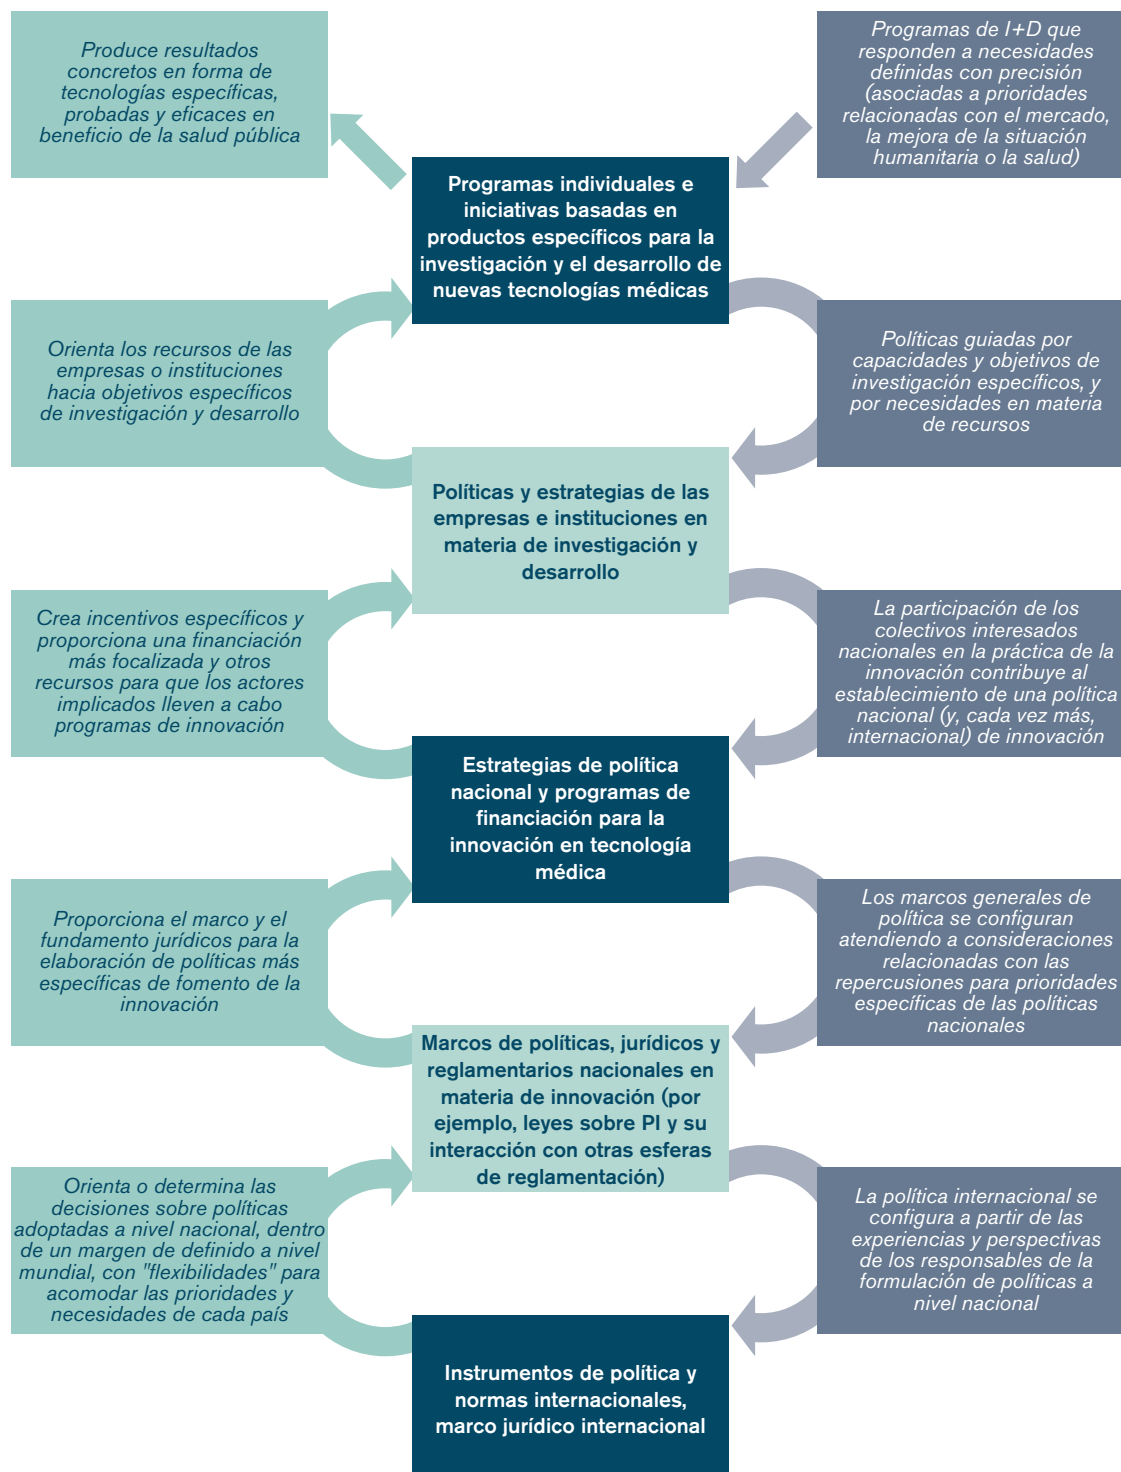 Produce resultados
concretos en forma de
tecnologías específicas,
probadas y eficaces en
beneficio de la salud pública
Programas de I+D que
responden a necesidades
definidas con precisión
(asociadas a prioridades
relacionadas con el mercado,
la mejora de la situación
humanitaria o la salud)
Programas individuales e
iniciativas basadas en
productos específicos para la
investigación y el desarrollo de
nuevas tecnologías médicas
Orienta los recursos de las
empresas o instituciones
hacia objetivos específicos
de investigación y desarrollo
Políticas guiadas por
capacidades y objetivos de
investigación específicos, y
por necesidades en materia
de recursos
Políticas y estrategias de las
empresas e instituciones en
materia de investigación y
desarrollo
Crea incentivos específicos y
proporciona una financiación
más focalizada y otros
recursos para que los actores
implicados lleven a cabo
programas de innovación
La participación de los
colectivos interesados
nacionales en la práctica de la
innovación contribuye al
establecimiento de una política
nacional (y, cada vez más,
internacional) de innovación
Estrategias de política
nacional y programas de
financiación para la
innovación en tecnología
médica
Proporciona el marco y el
fundamento jurídicos para la
elaboración de políticas más
específicas de fomento de la
innovación
Los marcos generales de
política se configuran
atendiendo a consideraciones
relacionadas con las
repercusiones para prioridades
específicas de las políticas
nacionales
Marcos de políticas, jurídicos y
reglamentarios nacionales en
materia de innovación (por
ejemplo, leyes sobre PI y su
interacción con otras esferas
de reglamentación)
Orienta o determina las
decisiones sobre políticas
adoptadas a nivel nacional, dentro
de un margen de definido a nivel
mundial, con "flexibilidades" para
acomodar las prioridades y
necesidades de cada país
La política internacional se
configura a partir de las
experiencias y perspectivas
de los responsables de la
formulación de políticas a
nivel nacional
Instrumentos de política y
normas internacionales,
marco jurídico internacional